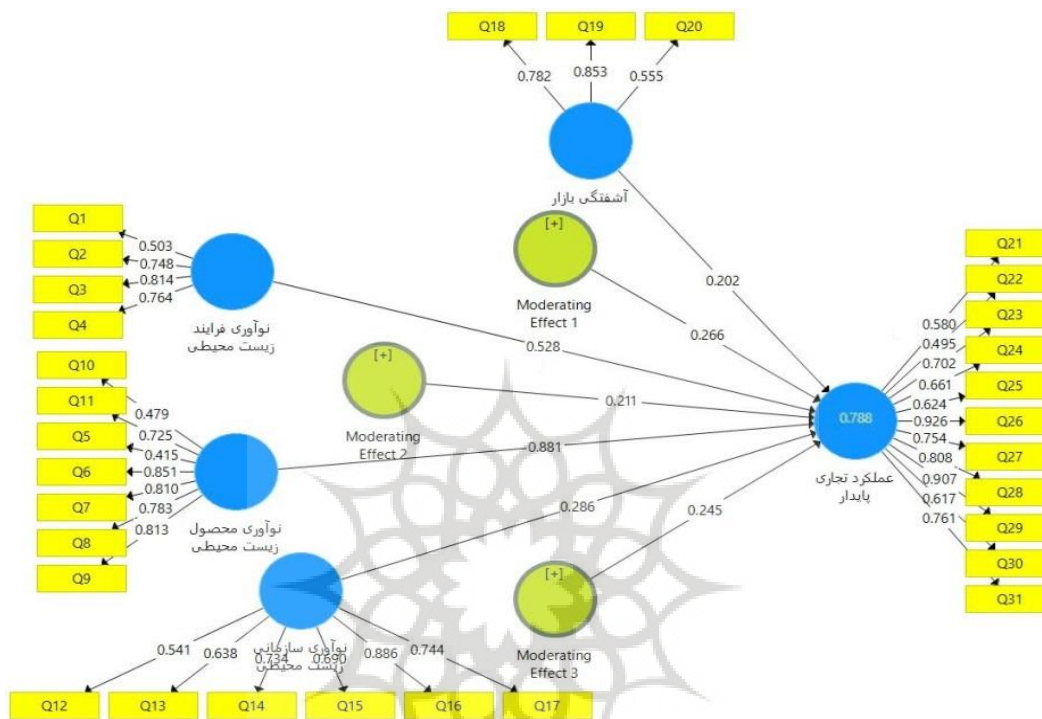 Q18
Q19
Q20
0.782
0.853
0.555
آشفتگی بازار
Q1
Q2
Q3
Q4
0.503
0.748
0.814
0.764
نوآوری فرایند
زیست محیطی
[+]
Moderating
Effect 1
0.202
0.266
0.528
[+]
Moderating
Effect 2
0.211
Q10
Q11
Q5
Q6
Q7
Q8
Q9
0.479
0.725
0.415
0.851
0.810
0.783
0.813
نوآوری محصول
زیست محیطی
0.881
0.286
0.245
[+]
Moderating
Effect 3
نوآوری سازمانی
زیست محیطی
0.541
0.638
0.734
0.690
0.886
0.744
Q12
Q13
Q14
Q15
Q16
Q17
0.788
عملکرد تجاری
پایدار
0.580
0.495
0.702
0.661
0.624
0.926
0.754
0.808
0.907
0.617
0.761
Q21
Q22
Q23
Q24
Q25
Q26
Q27
Q28
Q29
Q30
Q31